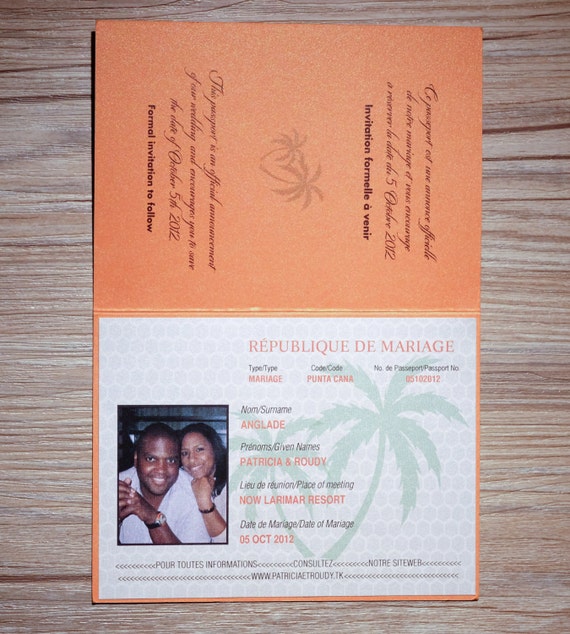 Ce passeport est une annonce officielle
de notre mariage et vous encourage
a reserver la date du 5 Octobre 2012
Invitation formelle à venir
This passport is an official announcement
of our wedding and encourages you to save
the date of October 5th 2012
Formal invitation to follow
RÉPUBLIQUE DE MARIAGE
Type/Type Code/Code No. de Passeport/Passport No.
MARIAGE PUNTA CANA 05102012
Nom/Surname
ANGLADE
Prénoms/Given Names
PATRICIA & ROUDY
Lieu de réunion/Place of meeting
NOW LARIMAR RESORT
Date de Mariage/Date of Mariage
05 OCT 2012
<<<<<<<<POUR TOUTES INFORMATIONS<<<<<<<<CONSULTEZ<<<<<<<<NOTRE SITEWEB<<<<<<<<
<<<<<<<<<<<<<<<<<<<<<<<<<<WWW.PATRICIAETROUDY.TK<<<<<<<<<<<<<<<<<<<<<<<<<<